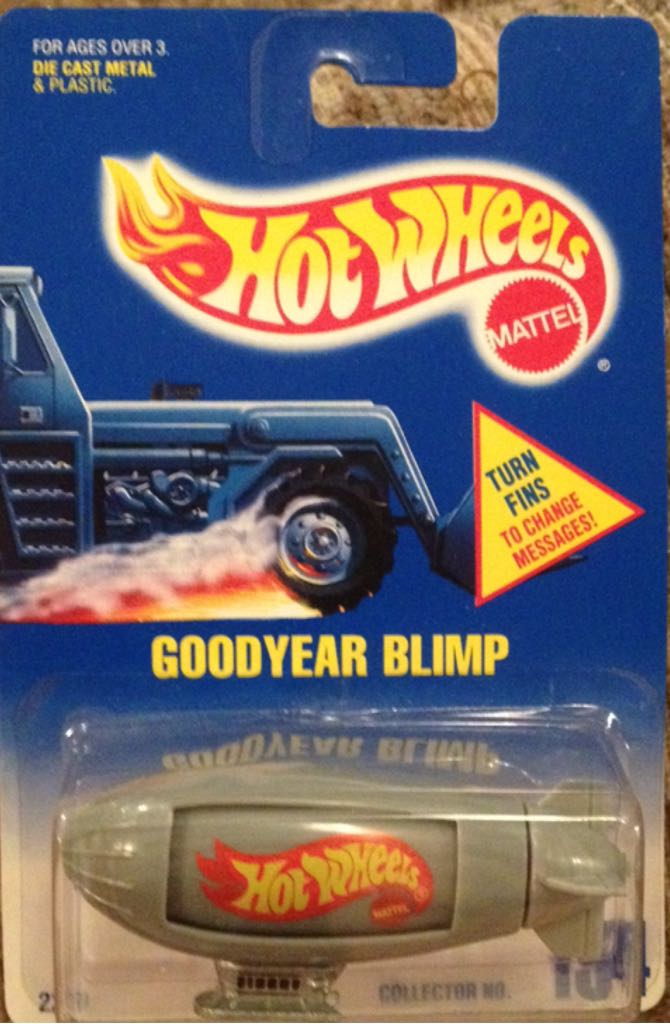 FOR AGES OVER 3.
DIE CAST METAL
& PLASTIC.
HOT WHEELS
MATTEL
®
TURN
FINS
TO CHANGE
MESSAGES!
GOODYEAR BLIMP
GOODYEAR BLIMP
HOT WHEELS
®
MATTEL
COLLECTOR NO.